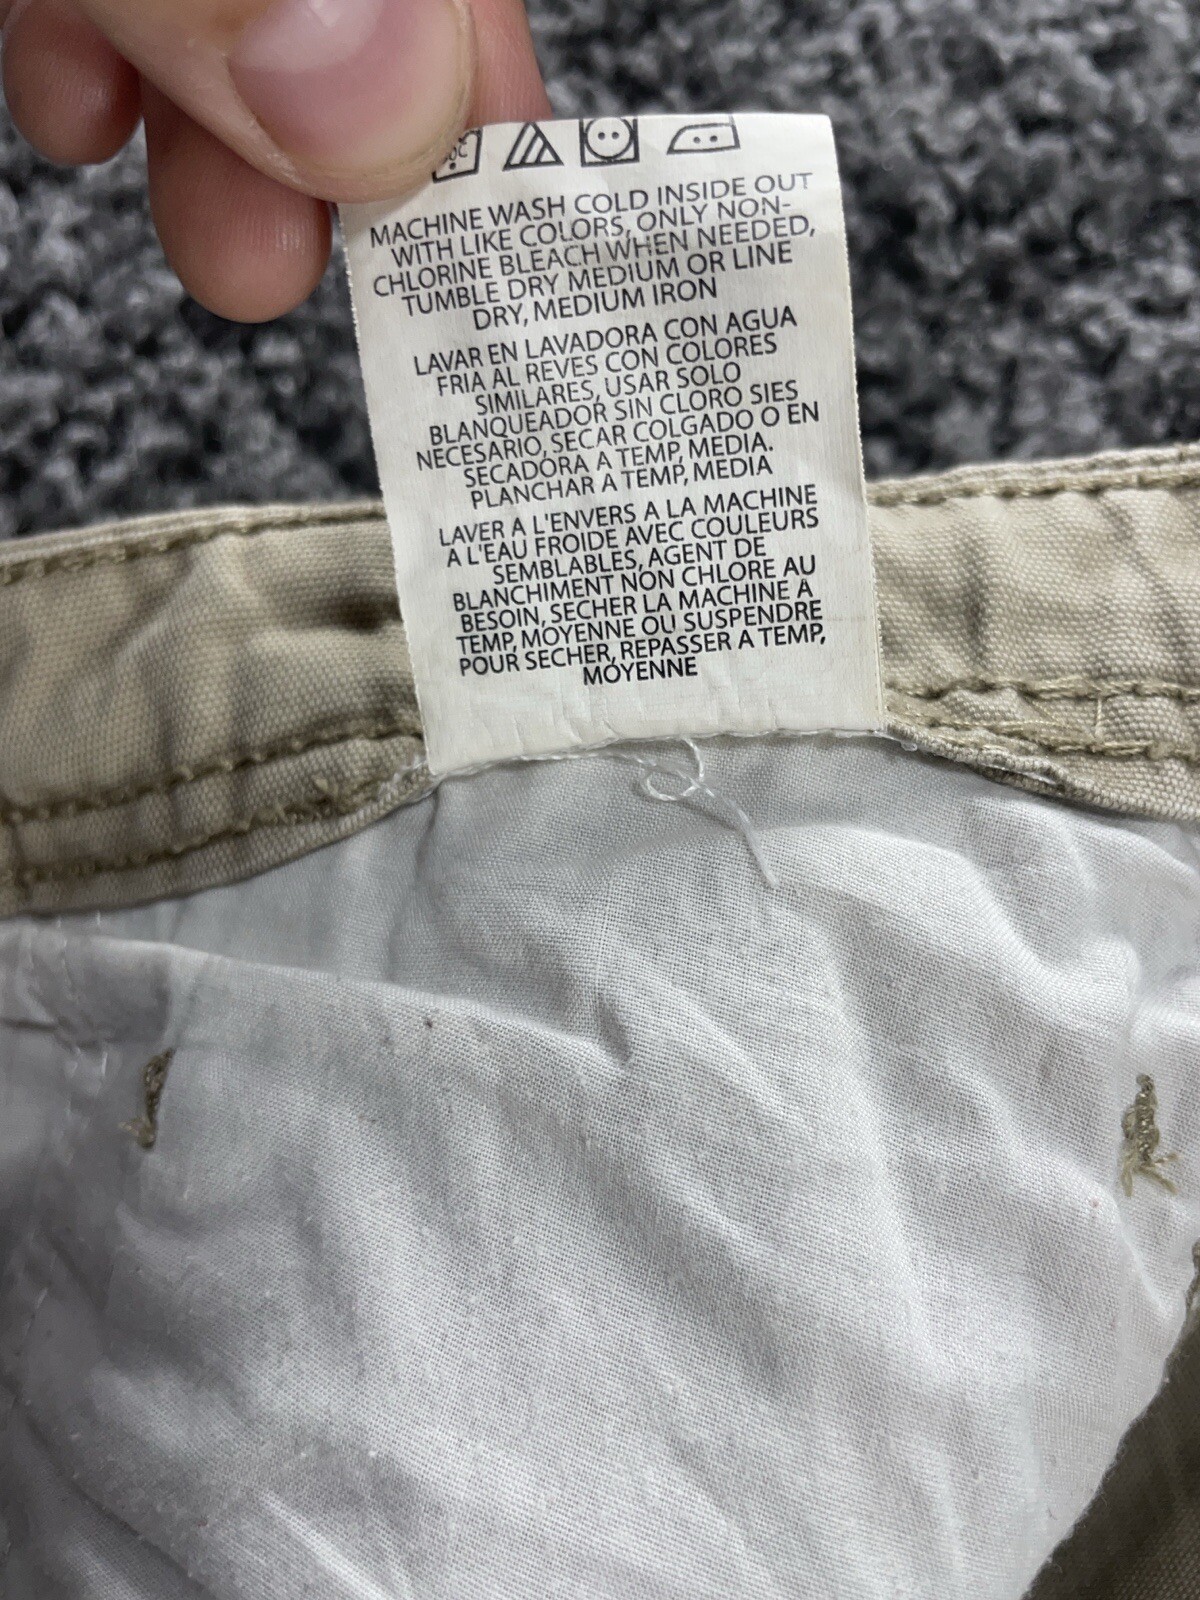 MACHINE WASH COLD INSIDE OUT
WITH LIKE COLORS, ONLY NON-
CHLORINE BLEACH WHEN NEEDED,
TUMBLE DRY MEDIUM OR LINE
DRY, MEDIUM IRON
LAVAR EN LAVADORA CON AGUA
FRIA AL REVES CON COLORES
SIMILARES, USAR SOLO
BLANQUEADOR SIN CLORO SIES
NECESARIO, SECAR COLGADO O EN
SECADORA A TEMP, MEDIA.
PLANCHAR A TEMP, MEDIA
LAVER A L'ENVERS A LA MACHINE
A L'EAU FROIDE AVEC COULEURS
SEMBLABLES, AGENT DE
BLANCHIMENT NON CHLORE AU
BESOIN, SECHER LA MACHINE À
TEMP, MOYENNE OU SUSPENDRE
POUR SECHER, REPASSER A TEMP,
MOYENNE